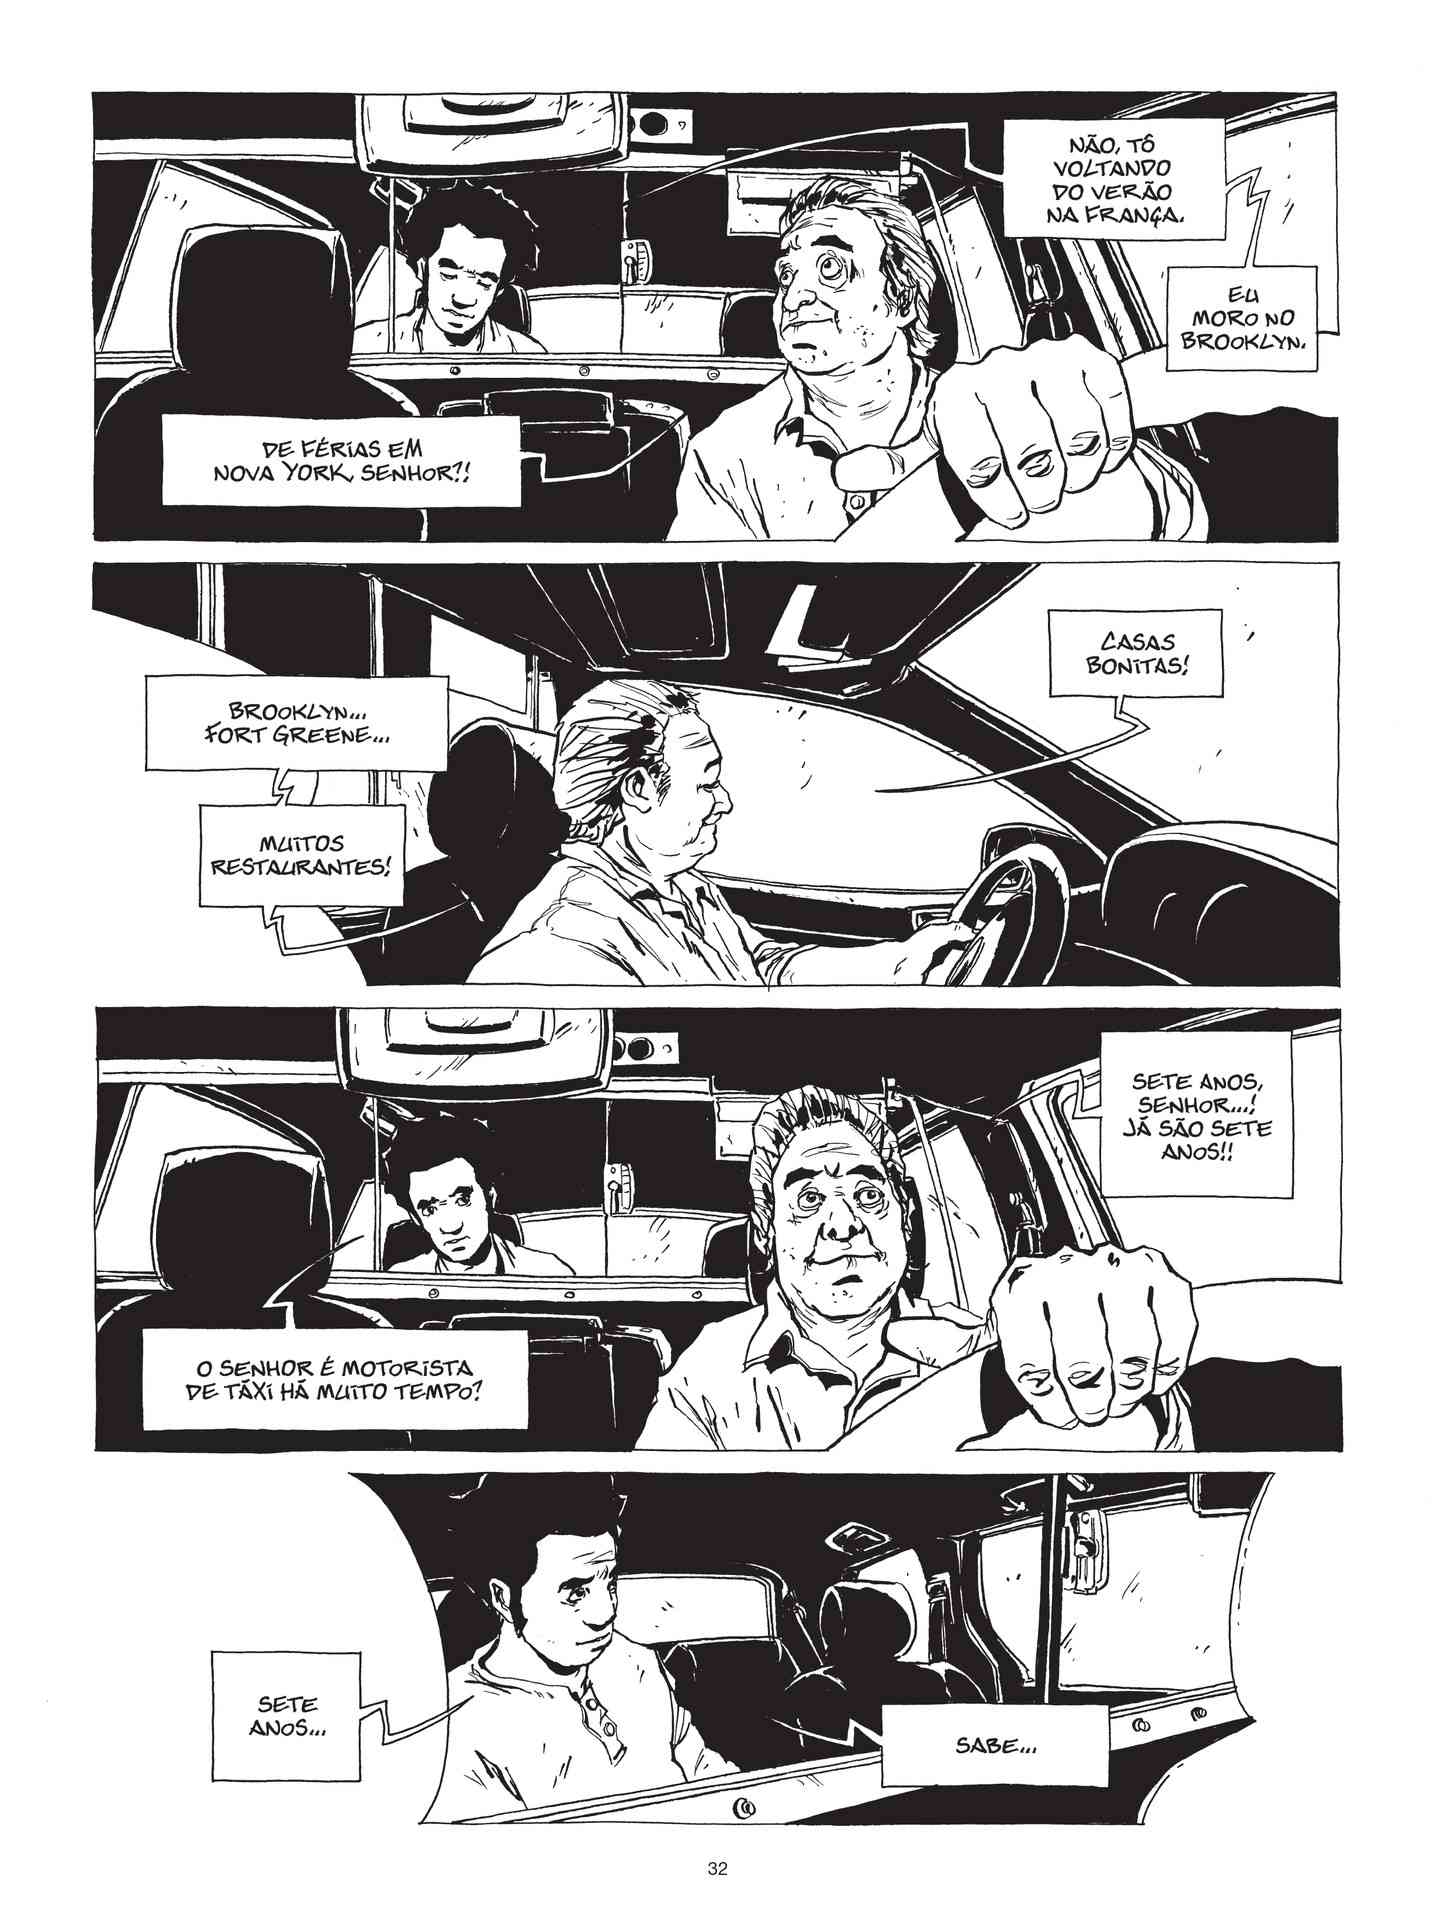 DE FÉRIAS EM
NOVA YORK, SENHOR?!
NÃO, TÔ
VOLTANDO
DO VERÃO
NA FRANÇA.
EU
MORO NO
BROOKLYN.
BROOKLYN...
FORT GREENE...
MUITOS
RESTAURANTES!
CASAS
BONITAS!
O SENHOR É MOTORISTA
DE TÁXI HÁ MUITO TEMPO?
SETE ANOS,
SENHOR...!
JÁ SÃO SETE
ANOS!!
SETE
ANOS...
SABE...
32